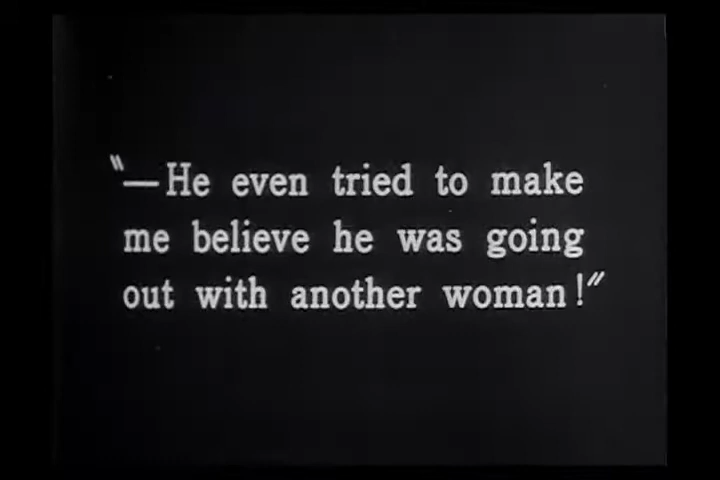 "—He even tried to make
me believe he was going
out with another woman!"